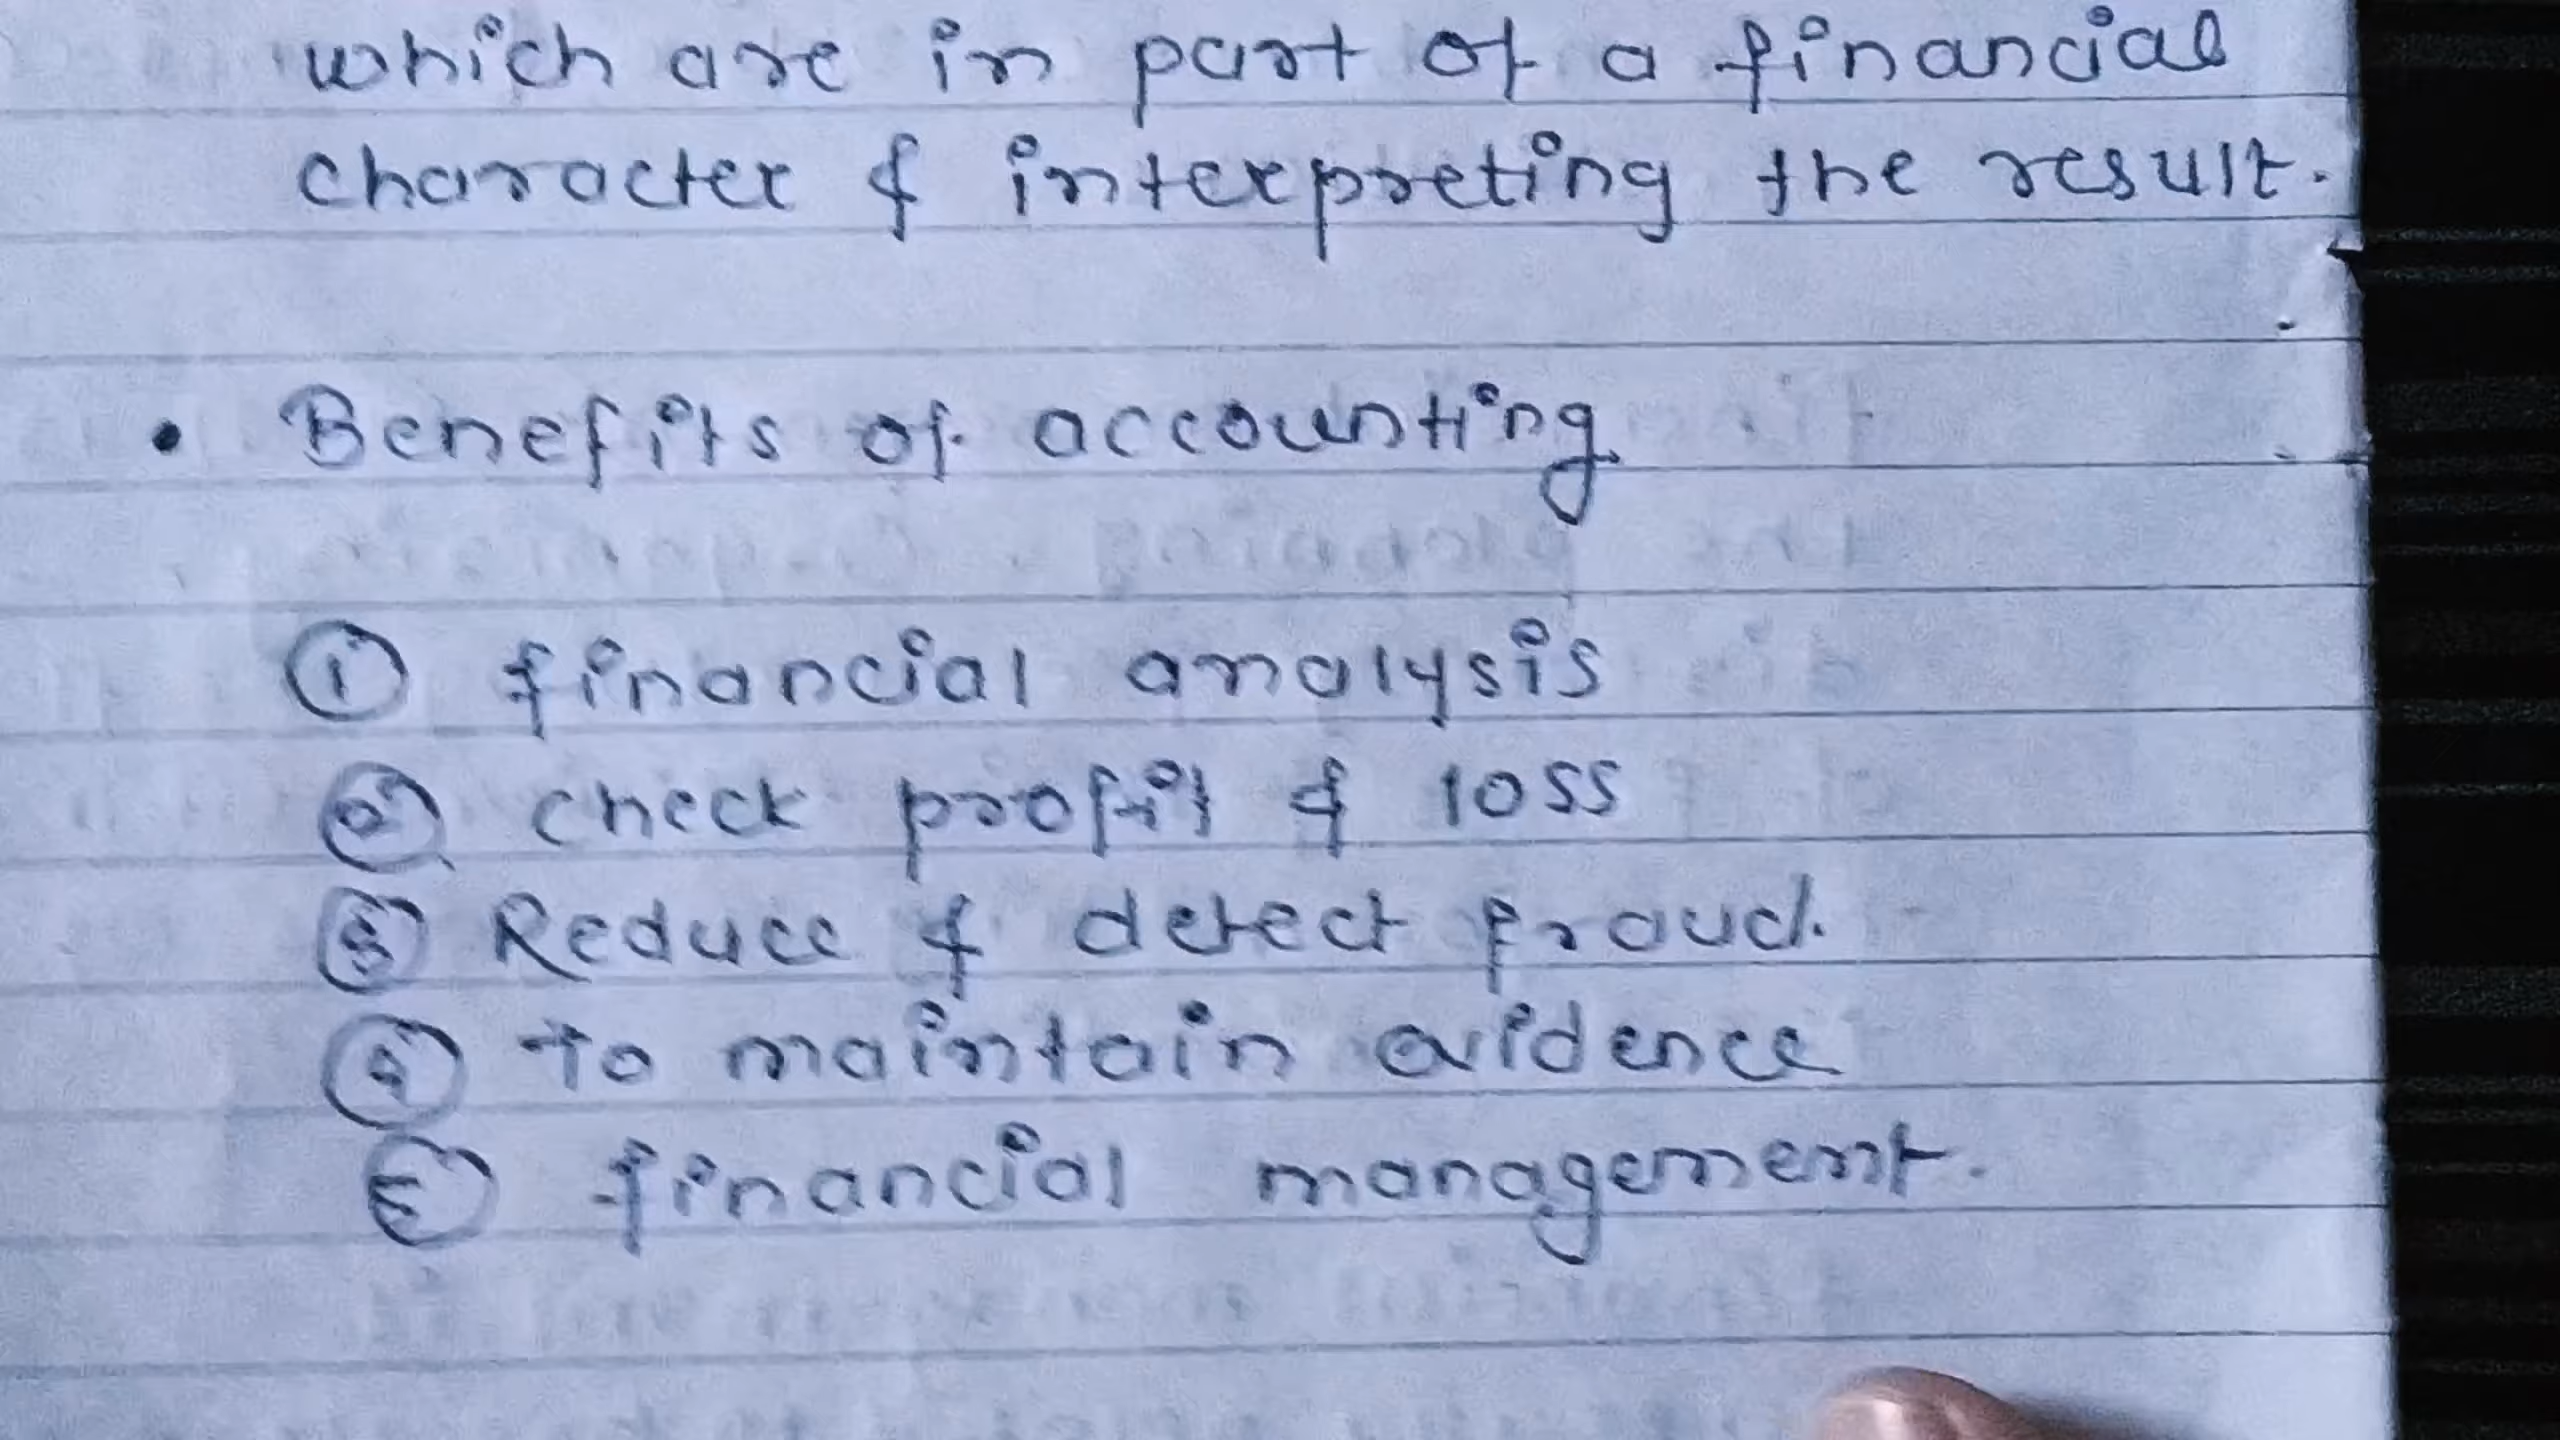 which are in part of a financial
character & interpreting the result.
• Benefits of accounting
① financial analysis
② check profit & loss
③ Reduce & detect fraud.
④ To maintain evidence
⑤ financial management.